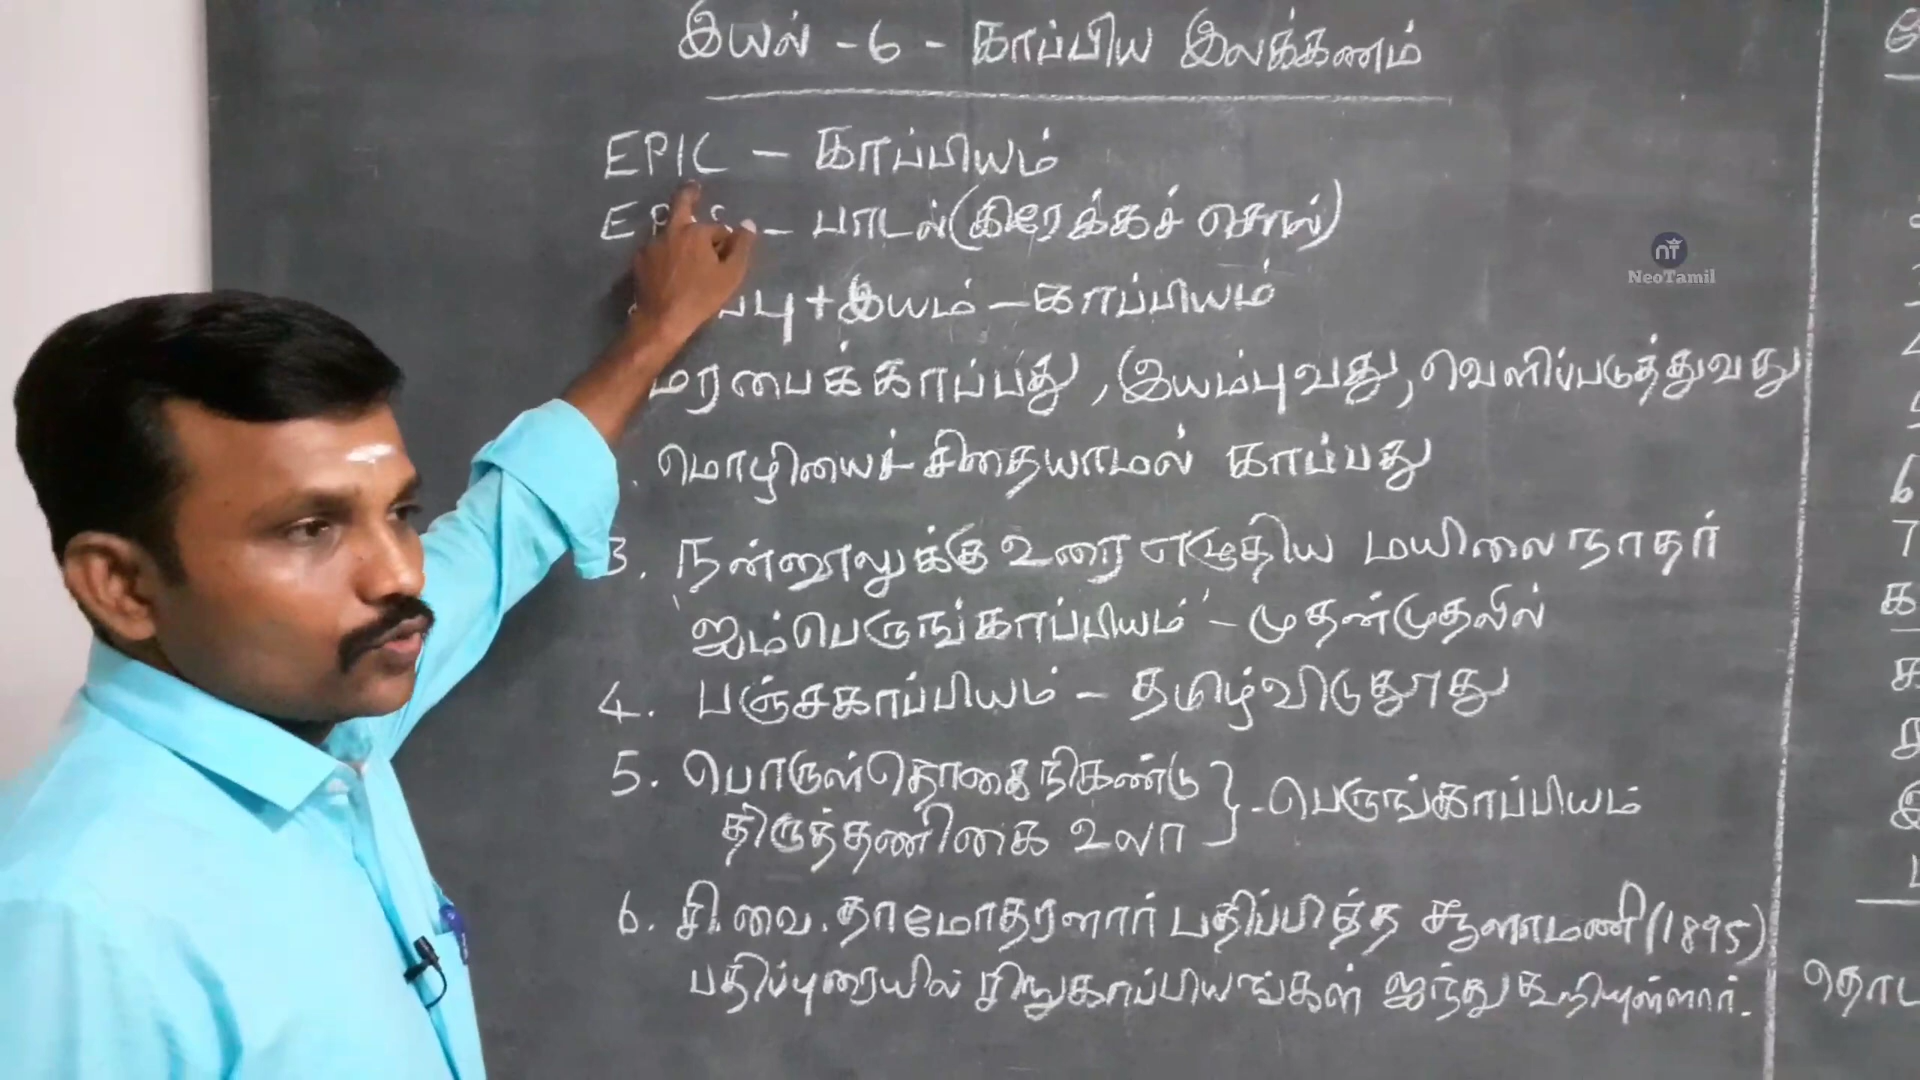 இயல் - 6 - காப்பிய இலக்கணம்
EPIC - காப்பியம்
- பாடல் (கிரேக்கச் சொல்)
+ இயம் - காப்பியம்
மரபைக்காப்பது, இயம்புவது, வெளிப்படுத்துவது
மொழியைச் சிதையாமல் காப்பது
3. நன்னூலுக்கு உரை எழுதிய மயிலைநாதர்
'ஐம்பெருங்காப்பியம்' - முதன்முதலில்
4. பஞ்சகாப்பியம் - தமிழ்விடுதூது
5. பொருள்தொகைநிகண்டு
திருத்தணிகை உலா } - பெருங்காப்பியம்
6. சி.வை. தாமோதரனார் பதிப்பித்த சூளாமணி (1895)
பதிப்புரையில் சிறுகாப்பியங்கள் ஐந்து கூறியுள்ளார்.
NT
NeoTamil